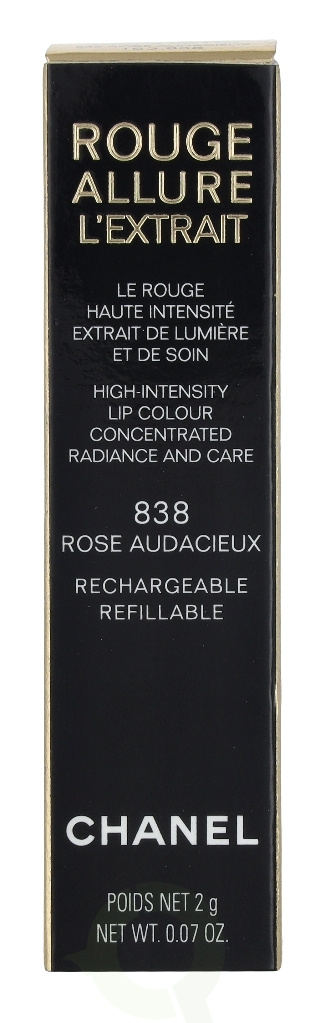 ROUGE
ALLURE
L'EXTRAIT
LE ROUGE
HAUTE INTENSITÉ
EXTRAIT DE LUMIÈRE
ET DE SOIN
HIGH-INTENSITY
LIP COLOUR
CONCENTRATED
RADIANCE AND CARE
838
ROSE AUDACIEUX
RECHARGEABLE
REFILLABLE
CHANEL
POIDS NET 2 g
NET WT. 0.07 OZ.